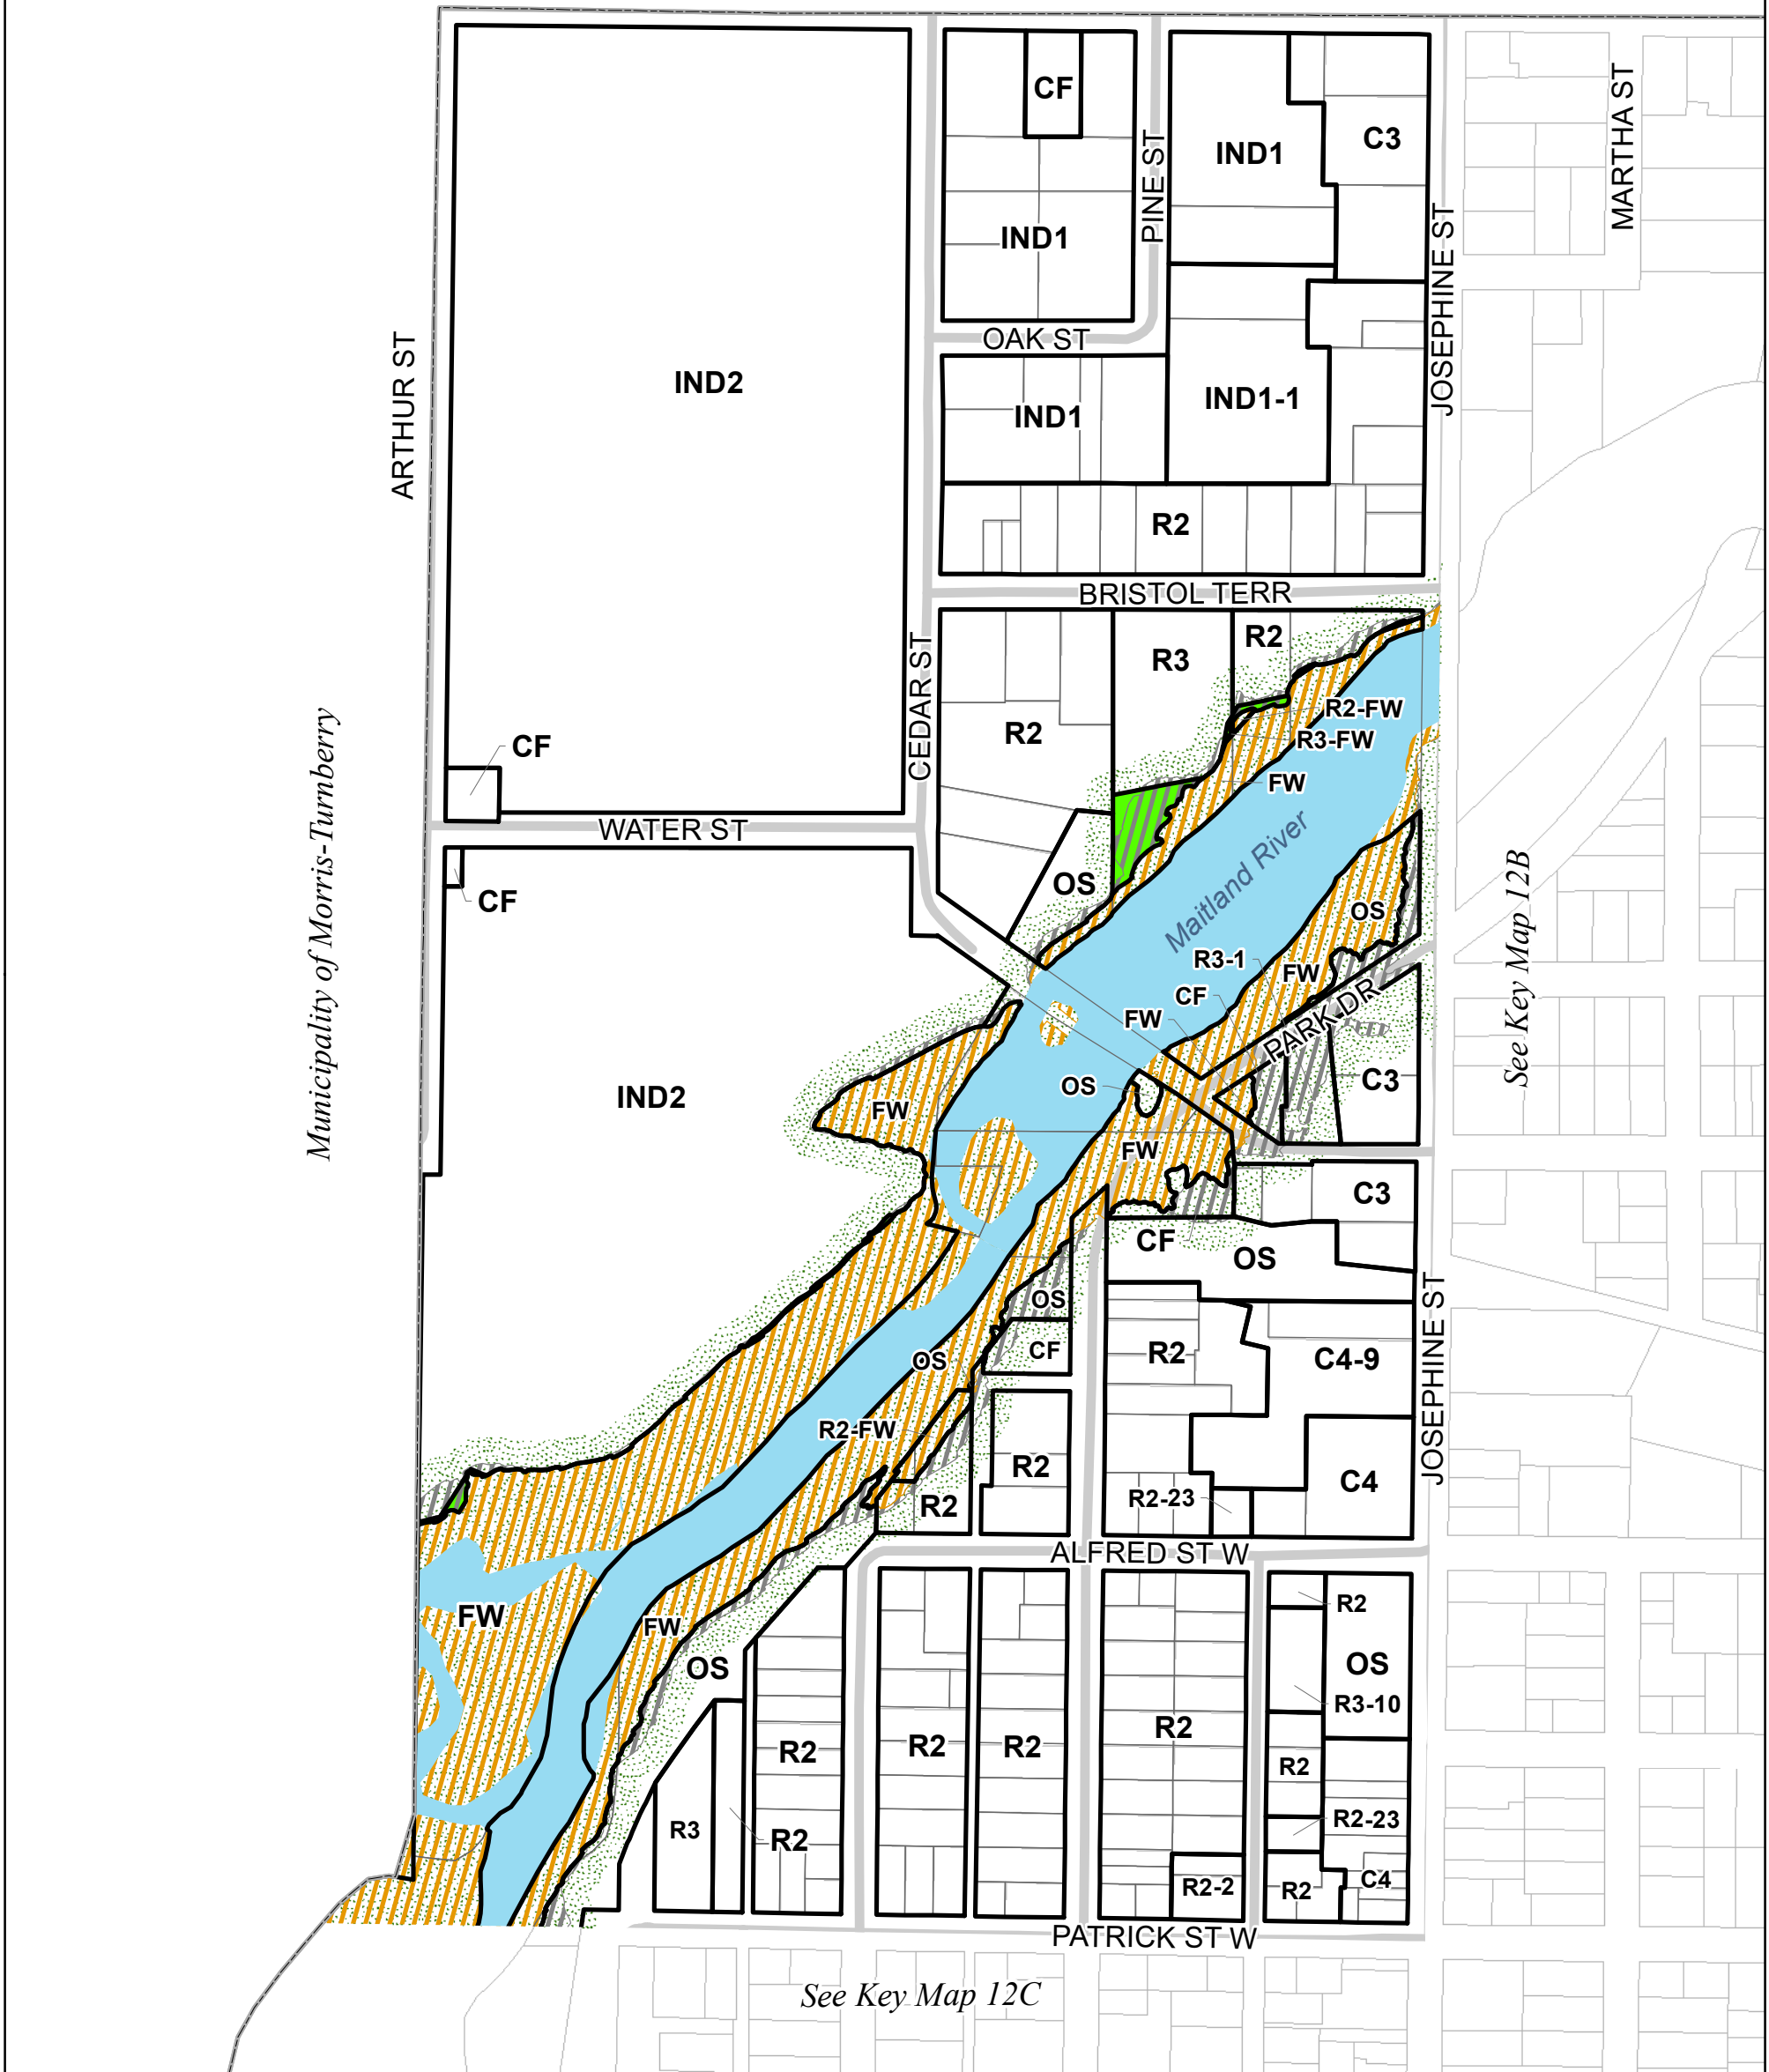 CF
MARTHA ST
IND1
C3
PINE ST
IND1
JOSEPHINE ST
OAK ST
ARTHUR ST
IND2
IND1-1
IND1
R2
BRISTOL TERR
R2
R3
CEDAR ST
R2-FW
R2
R3-FW
CF
FW
WATER ST
Maitland River
Municipality of Morris-Turnberry
OS
CF
OS
See Key Map 12B
R3-1
FW
CF
FW
PARK DR
C3
OS
IND2
FW
FW
C3
CF
OS
OS
CF
R2
C4-9
OS
JOSEPHINE ST
R2-FW
R2
C4
R2-23
R2
ALFRED ST W
R2
FW
FW
OS
OS
R3-10
R2
R2
R2
R2
R2
R2-23
R3
R2
C4
R2-2
R2
PATRICK ST W
See Key Map 12C